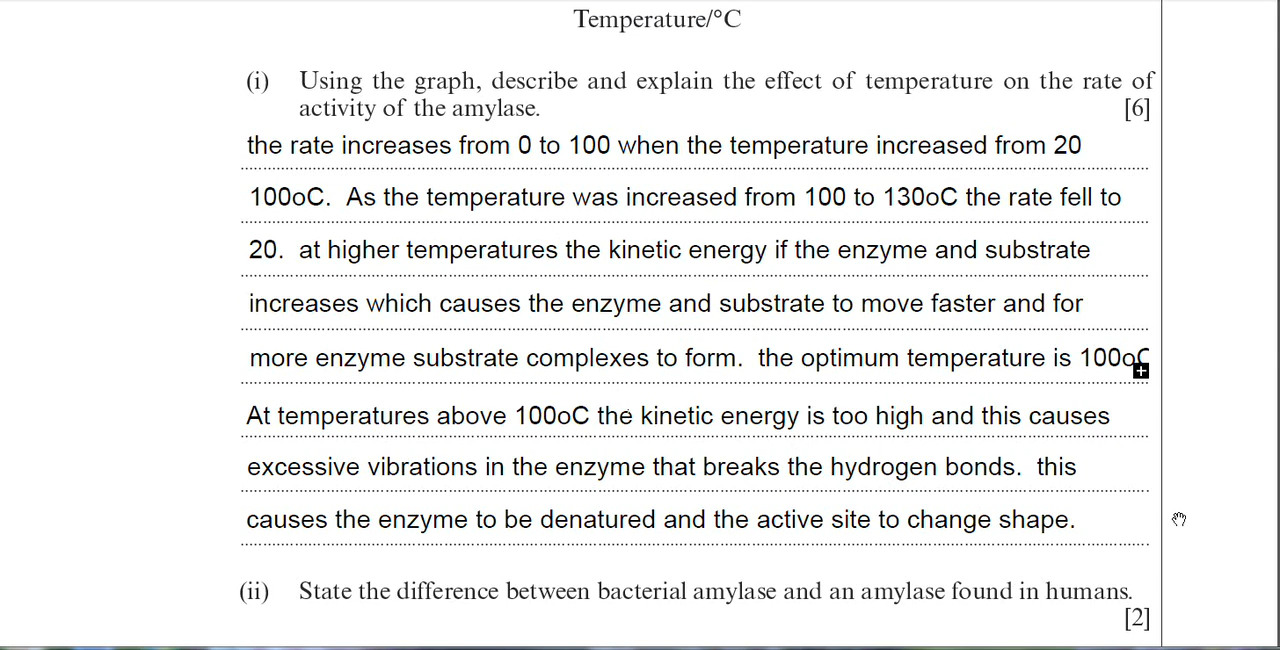 Temperature/°C
(i) Using the graph, describe and explain the effect of temperature on the rate of
activity of the amylase. [6]
the rate increases from 0 to 100 when the temperature increased from 20
100oC. As the temperature was increased from 100 to 130oC the rate fell to
20. at higher temperatures the kinetic energy if the enzyme and substrate
increases which causes the enzyme and substrate to move faster and for
more enzyme substrate complexes to form. the optimum temperature is 100oC
At temperatures above 100oC the kinetic energy is too high and this causes
excessive vibrations in the enzyme that breaks the hydrogen bonds. this
causes the enzyme to be denatured and the active site to change shape.
(ii) State the difference between bacterial amylase and an amylase found in humans.
[2]